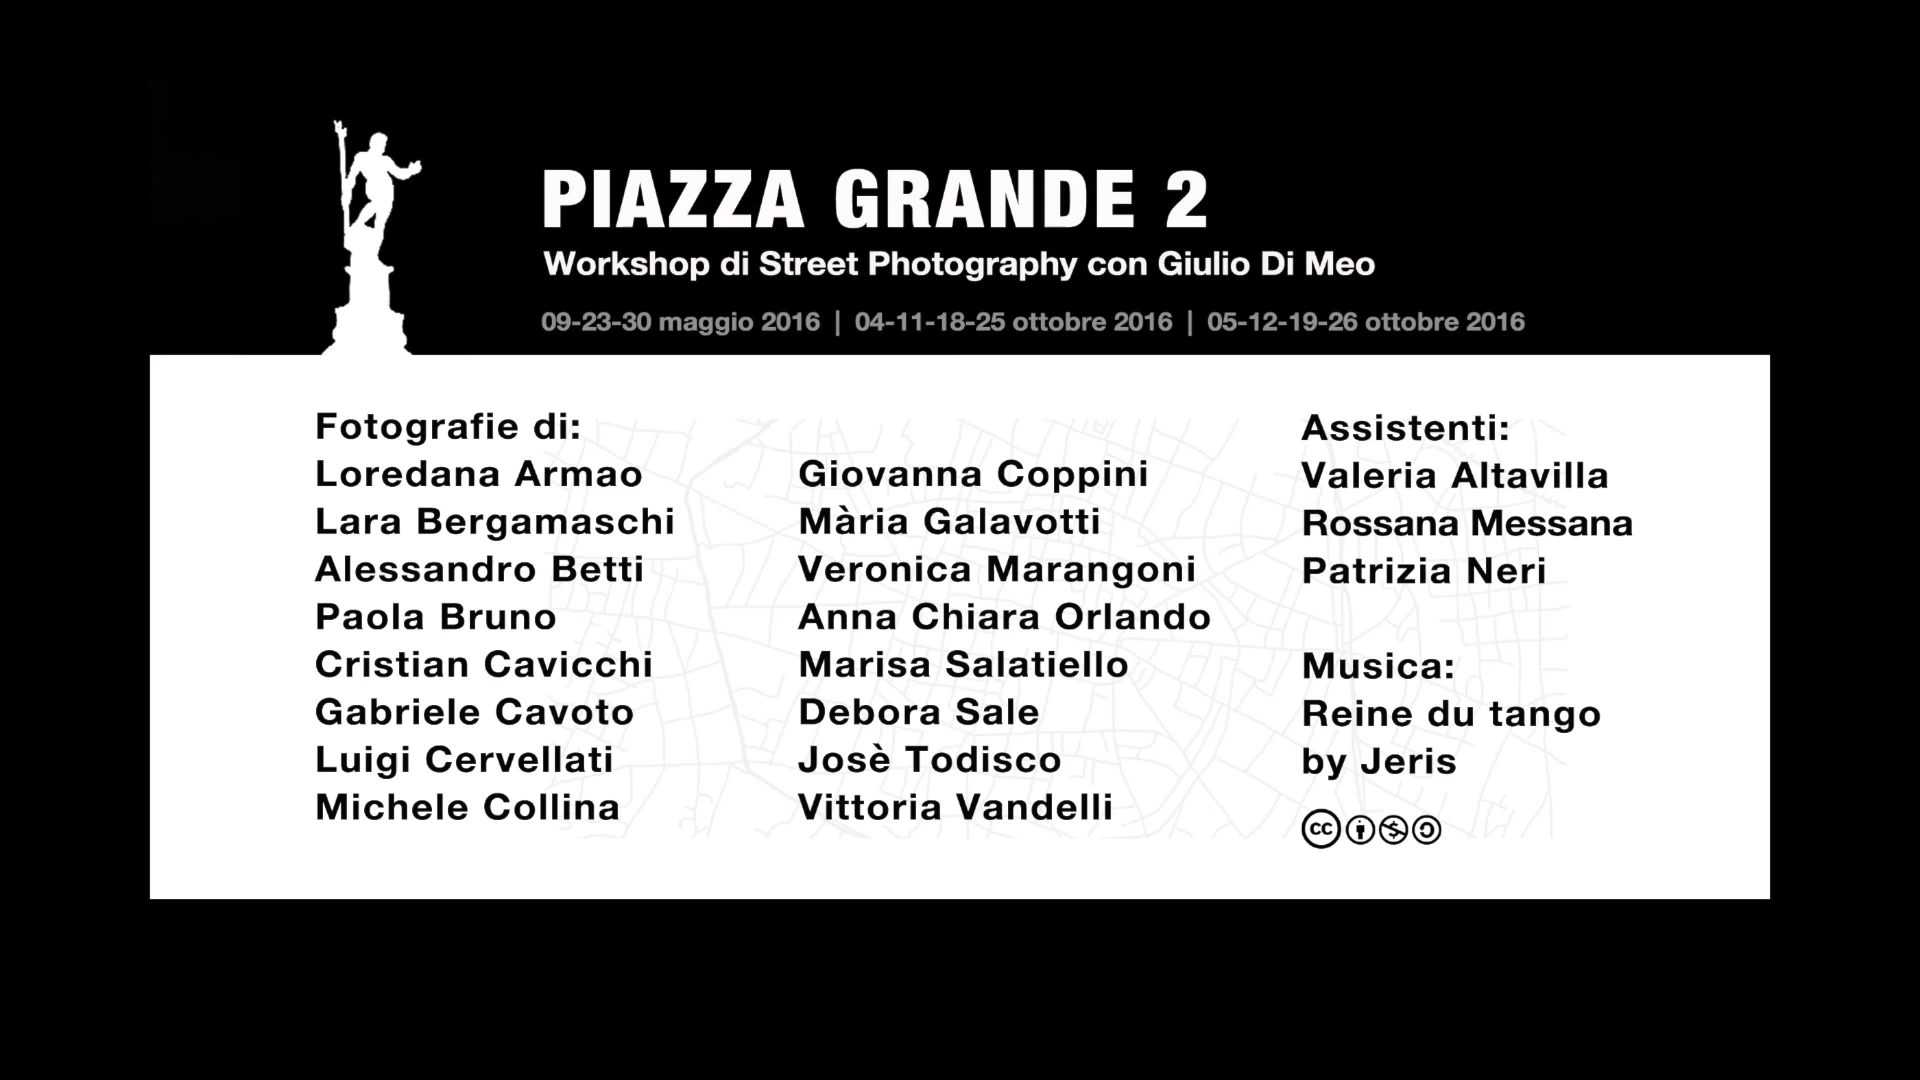 PIAZZA GRANDE 2
Workshop di Street Photography con Giulio Di Meo
09-23-30 maggio 2016 | 04-11-18-25 ottobre 2016 | 05-12-19-26 ottobre 2016
Fotografie di:
Loredana Armao
Lara Bergamaschi
Alessandro Betti
Paola Bruno
Cristian Cavicchi
Gabriele Cavoto
Luigi Cervellati
Michele Collina
Giovanna Coppini
Mària Galavotti
Veronica Marangoni
Anna Chiara Orlando
Marisa Salatiello
Debora Sale
Josè Todisco
Vittoria Vandelli
Assistenti:
Valeria Altavilla
Rossana Messana
Patrizia Neri
Musica:
Reine du tango
by Jeris
cc